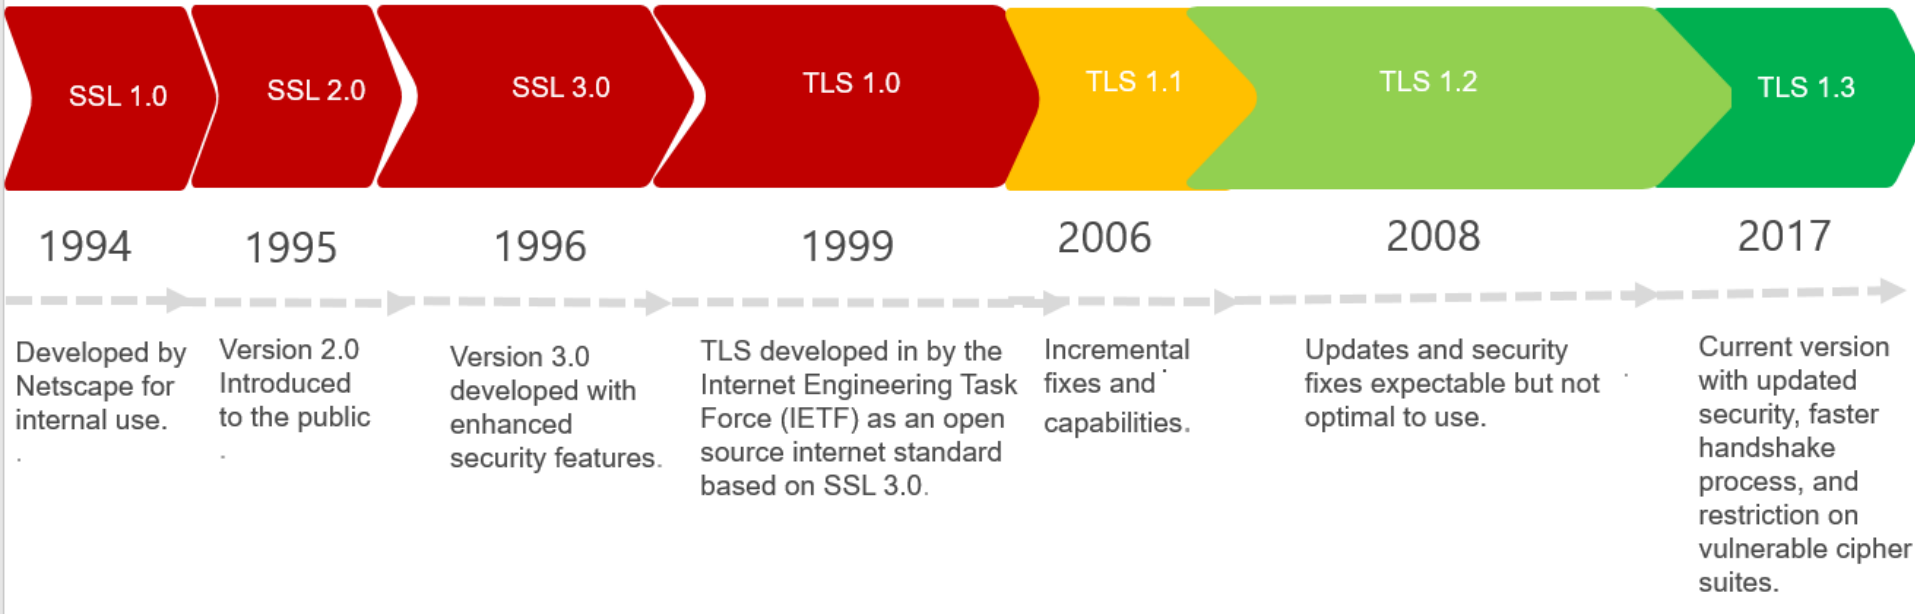 SSL 1.0
SSL 2.0
SSL 3.0
TLS 1.0
TLS 1.1
TLS 1.2
TLS 1.3
1994
1995
1996
1999
2006
2008
2017
Developed by
Netscape for
internal use.
.
Version 2.0
Introduced
to the public
.
Version 3.0
developed with
enhanced
security features.
TLS developed in by the
Internet Engineering Task
Force (IETF) as an open
source internet standard
based on SSL 3.0.
Incremental
fixes and
capabilities.
Updates and security
fixes expectable but not
optimal to use.
Current version
with updated
security, faster
handshake
process, and
restriction on
vulnerable cipher
suites.